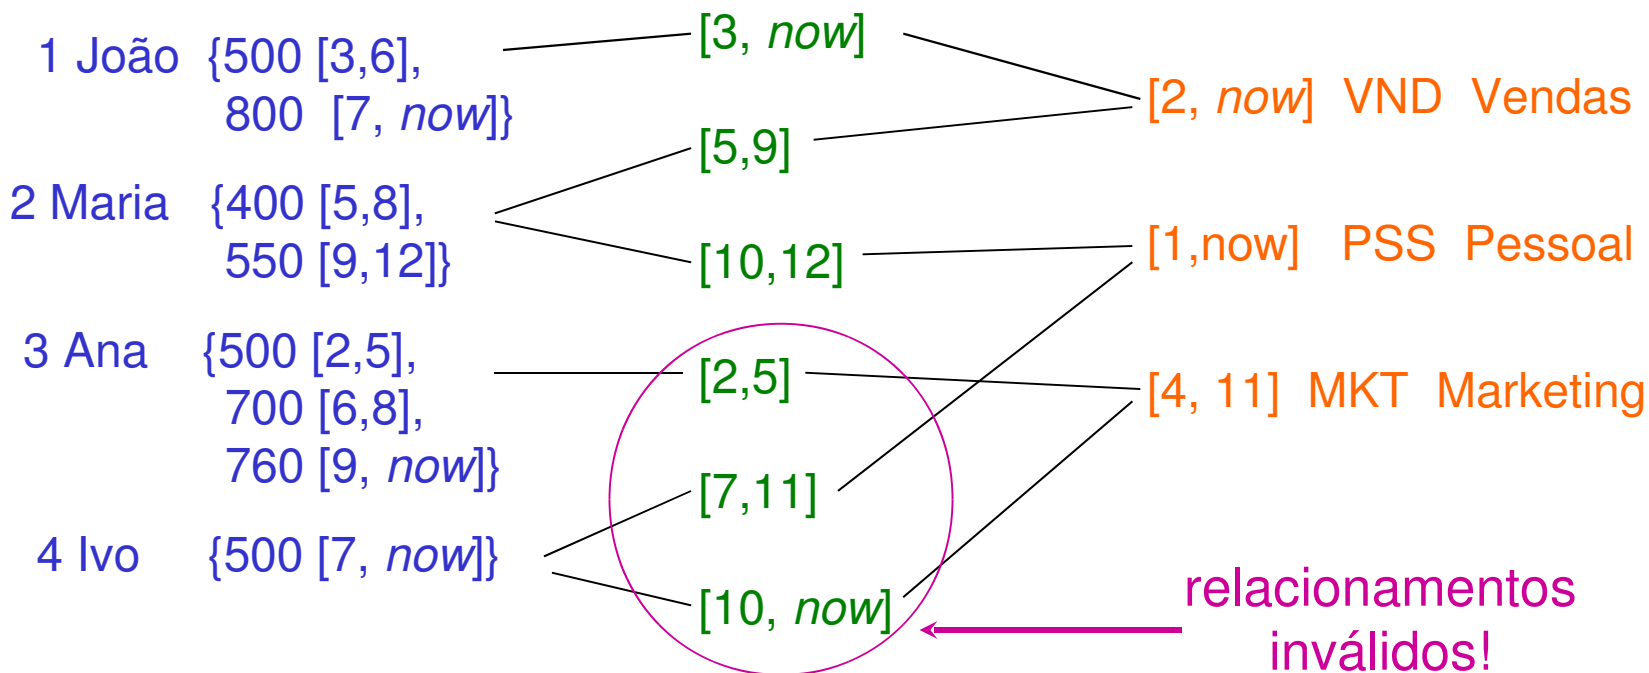 1 João {500 [3,6],
800 [7, now]}
2 Maria {400 [5,8],
550 [9,12]}
3 Ana {500 [2,5],
700 [6,8],
760 [9, now]}
4 Ivo {500 [7, now]}
[3, now]
[5,9]
[10,12]
[2,5]
[7,11]
[10, now]
[2, now] VND Vendas
[1,now] PSS Pessoal
[4, 11] MKT Marketing
relacionamentos
inválidos!